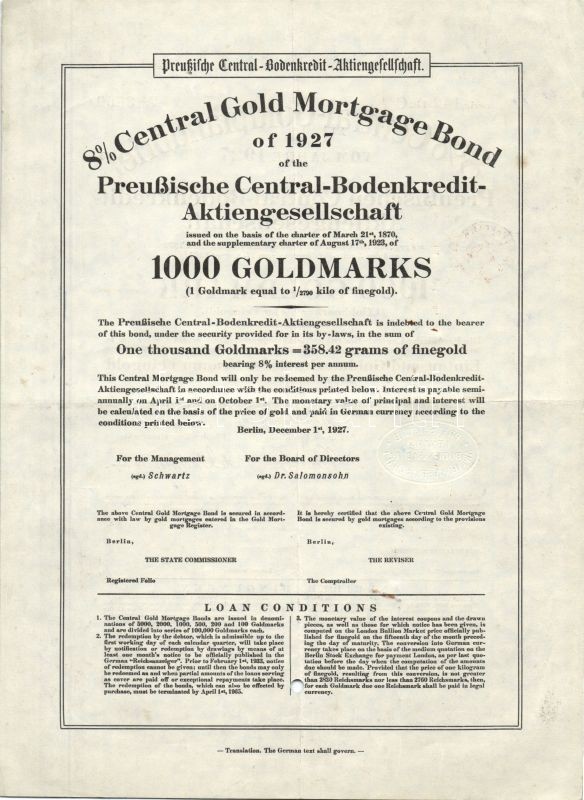 Preußische Central-Bodenkredit-Aktiengesellschaft.
8% Central Gold Mortgage Bond
of 1927
of the
Preußische Central-Bodenkredit-
Aktiengesellschaft
issued on the basis of the charter of March 21st, 1870,
and the supplementary charter of August 17th, 1923, of
1000 GOLDMARKS
(1 Goldmark equal to 1/2790 kilo of finegold).
The Preußische Central-Bodenkredit-Aktiengesellschaft is indebted to the bearer
of this bond, under the security provided for in its by-laws, in the sum of
One thousand Goldmarks = 358.42 grams of finegold
bearing 8% interest per annum.
This Central Mortgage Bond will only be redeemed by the Preußische Central-Bodenkredit-
Aktiengesellschaft in accordance with the conditions printed below. Interest is payable semi-
annually on April 1st and on October 1st. The monetary value of principal and interest will
be calculated on the basis of the price of gold and paid in German currency according to the
conditions printed below.
Berlin, December 1st, 1927.
For the Management For the Board of Directors
(sgd.) Schwartz (sgd.) Dr. Salomonsohn
The above Central Gold Mortgage Bond is secured in accord-
ance with law by gold mortgages entered in the Gold Mort-
gage Register.
Berlin,
THE STATE COMMISSIONER
Registered Folio
It is hereby certified that the above Central Gold Mortgage
Bond is secured by gold mortgages according to the provisions
existing.
Berlin,
THE REVISER
The Comptroller
LOAN CONDITIONS
1. The Central Gold Mortgage Bonds are issued in denomi-
nations of 5000, 2000, 1000, 500, 200 and 100 Goldmarks
and are divided into series of 100,000 Goldmarks each.
2. The redemption by the debtor, which is admissible up to the
first working day of each calendar quarter, will take place
by notification or redemption by drawings by means of at
least one month's notice to be officially published in the
German "Reichsanzeiger". Prior to February 1st, 1933, notice
of redemption cannot be given; until then the bonds may only
be redeemed as and when partial amounts of the loans serving
as cover are paid off or exceptional repayments take place.
The redemption of the bonds, which can also be effected by
purchase, must be terminated by April 1st, 1965.
3. The monetary value of the interest coupons and the drawn
pieces, as well as those for which notice has been given, is
computed on the London Bullion Market price officially pub-
lished for finegold on the fifteenth day of the month preced-
ing the day of maturity. The conversion into German cur-
rency takes place on the basis of the medium quotation on the
Berlin Stock Exchange for payment London, as per last quo-
tation before the day when the computation of the amounts
due should be made. Provided that the price of one kilogram
of finegold, resulting from this conversion, is not greater
than 2820 Reichsmarks nor less than 2760 Reichsmarks, then,
for each Goldmark due one Reichsmark shall be paid in legal
currency.
— Translation. The German text shall govern. —